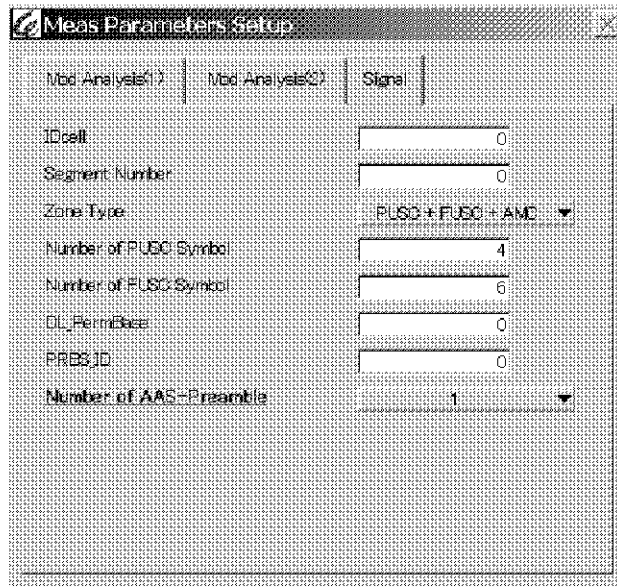 Meas Parameters Setup
Mod Analysis(1) Mod Analysis(2) Signal
IDcell 0
Segment Number 0
Zone Type PUSC + FUSC + AMC
Number of PUSC Symbol 4
Number of FUSC Symbol 6
DL_PermBase 0
PRBS_ID 0
Number of AAS-Preamble 1